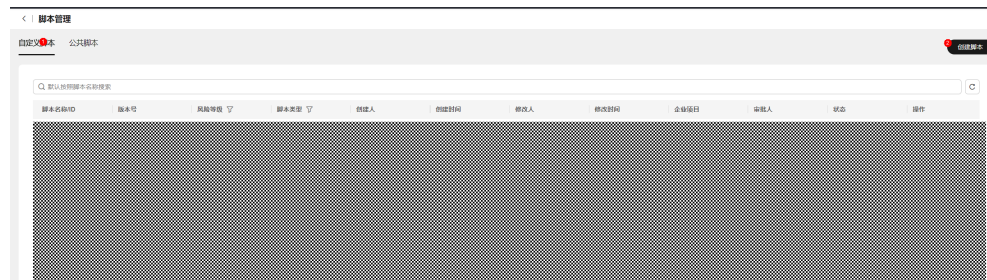 脚本管理
自定义脚本 公共脚本
1
2 创建脚本
默认按照脚本名称搜索
脚本名称/ID 版本号 风险等级 脚本类型 创建人 创建时间 修改人 修改时间 企业项目 审批人 状态 操作